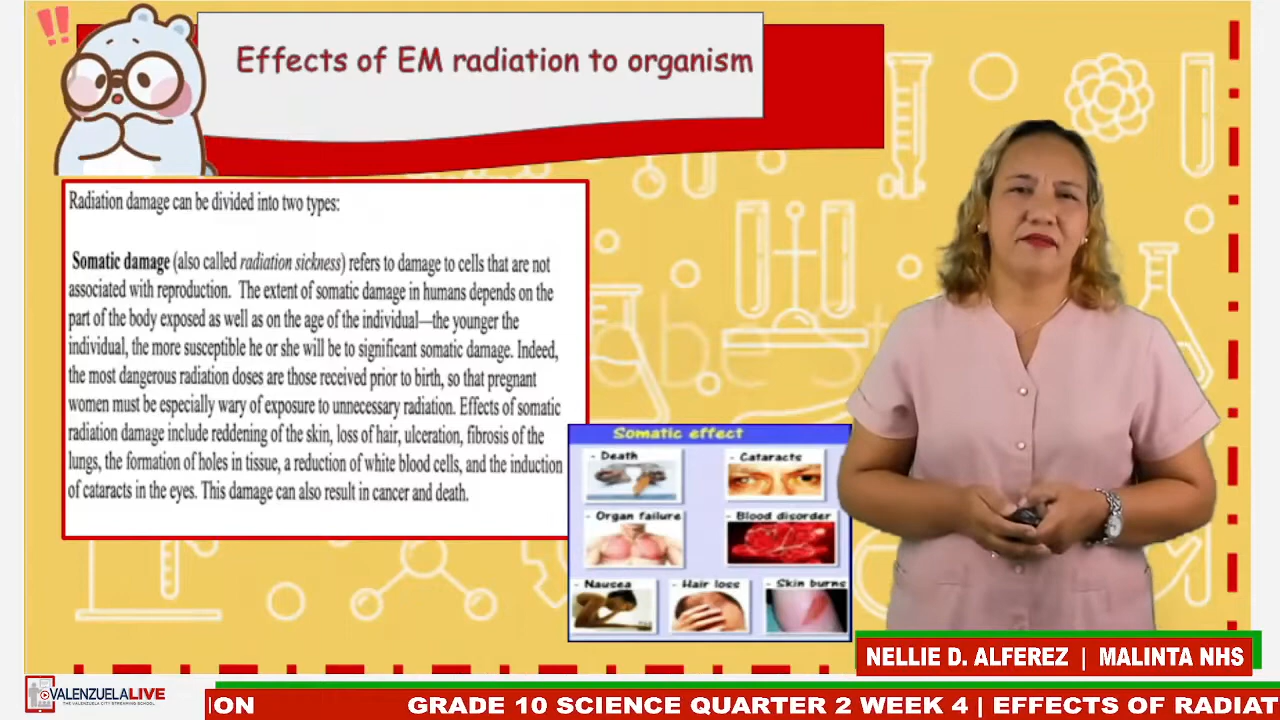 Effects of EM radiation to organism
Radiation damage can be divided into two types:
Somatic damage (also called radiation sickness) refers to damage to cells that are not
associated with reproduction. The extent of somatic damage in humans depends on the
part of the body exposed as well as on the age of the individual—the younger the
individual, the more susceptible he or she will be to significant somatic damage. Indeed,
the most dangerous radiation doses are those received prior to birth, so that pregnant
women must be especially wary of exposure to unnecessary radiation. Effects of somatic
radiation damage include reddening of the skin, loss of hair, ulceration, fibrosis of the
lungs, the formation of holes in tissue, a reduction of white blood cells, and the induction
of cataracts in the eyes. This damage can also result in cancer and death.
Somatic effect
- Death
- Cataracts
- Organ failure
- Blood disorder
- Nausea
- Hair loss
- Skin burns
NELLIE D. ALFEREZ | MALINTA NHS
VALENZUELALIVE
THE VALENZUELA CITY STREAMING SCHOOL
ION
GRADE 10 SCIENCE QUARTER 2 WEEK 4 | EFFECTS OF RADIAT